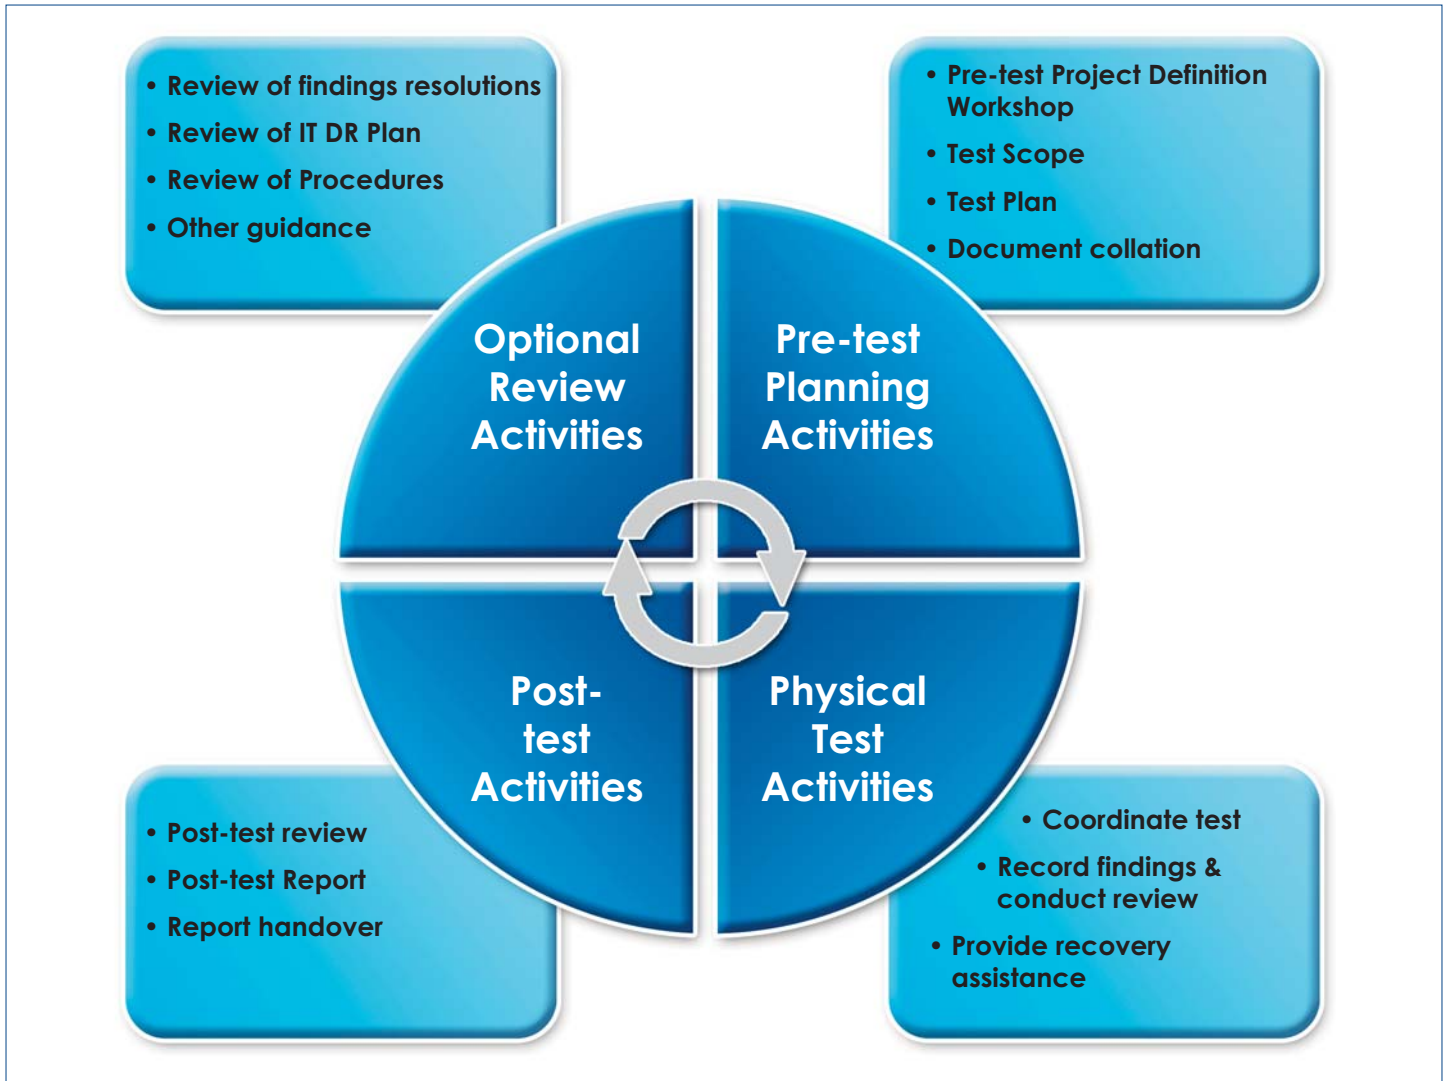 • Review of findings resolutions
• Review of IT DR Plan
• Review of Procedures
• Other guidance
• Pre-test Project Definition
Workshop
• Test Scope
• Test Plan
• Document collation
Optional
Review
Activities
Pre-test
Planning
Activities
Post-
test
Activities
Physical
Test
Activities
• Post-test review
• Post-test Report
• Report handover
• Coordinate test
• Record findings &
conduct review
• Provide recovery
assistance